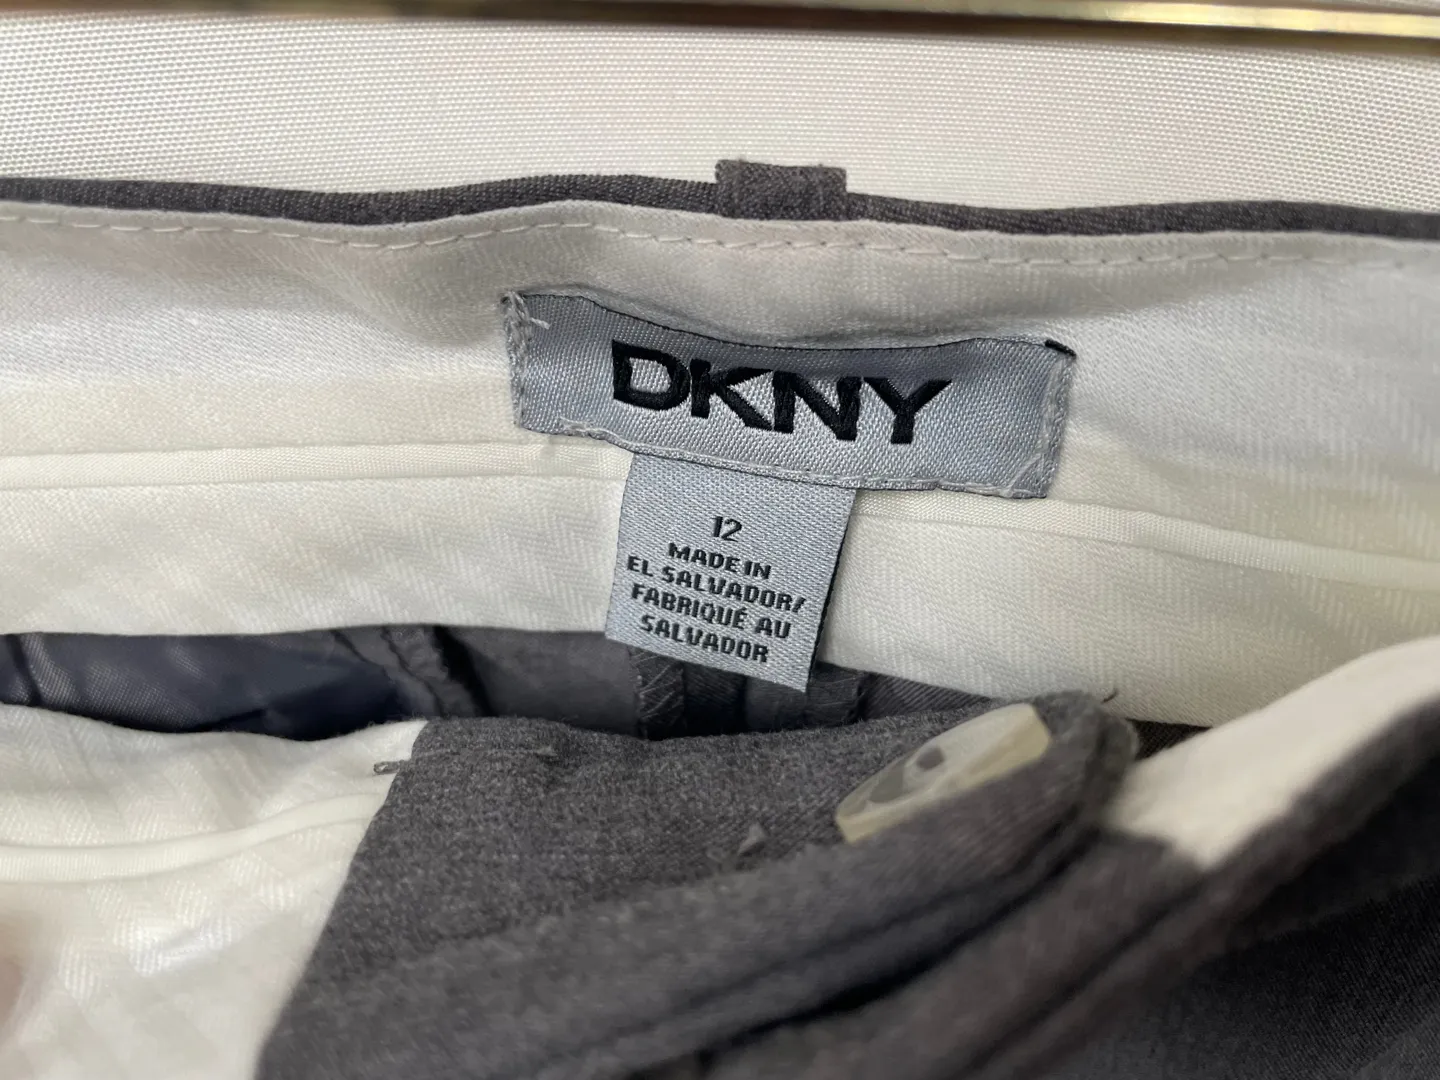 DKNY
12
MADE IN
EL SALVADOR/
FABRIQUÉ AU
SALVADOR